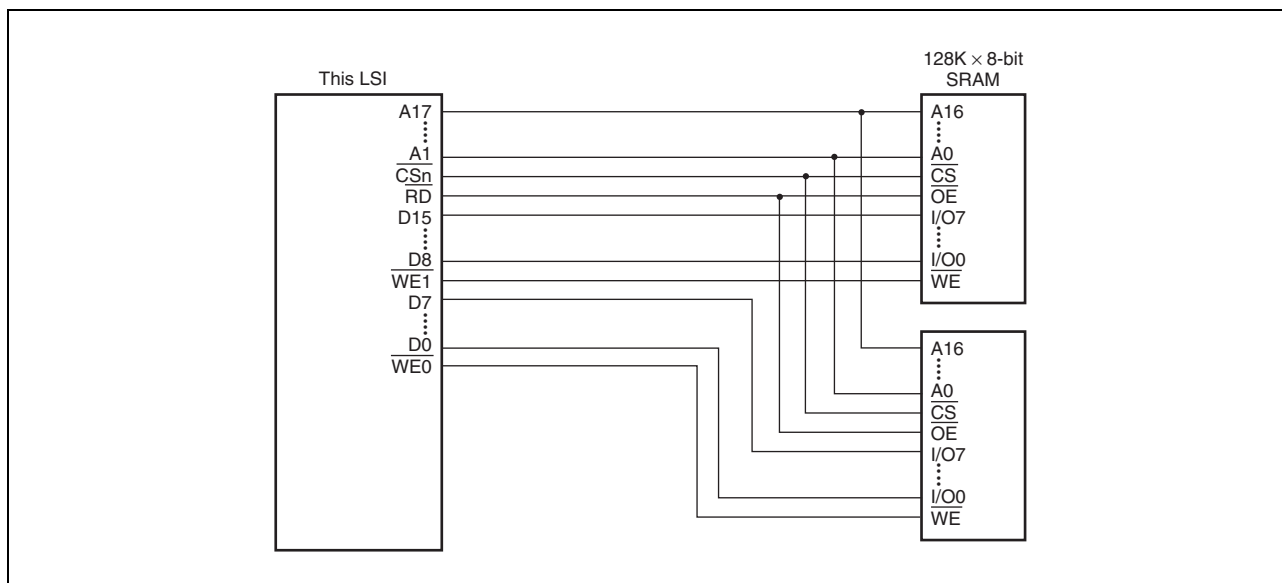 This LSI
A17
A1
CSn
RD
D15
D8
WE1
D7
D0
WE0
128K × 8-bit
SRAM
A16
A0
CS
OE
I/O7
I/O0
WE
A16
A0
CS
OE
I/O7
I/O0
WE